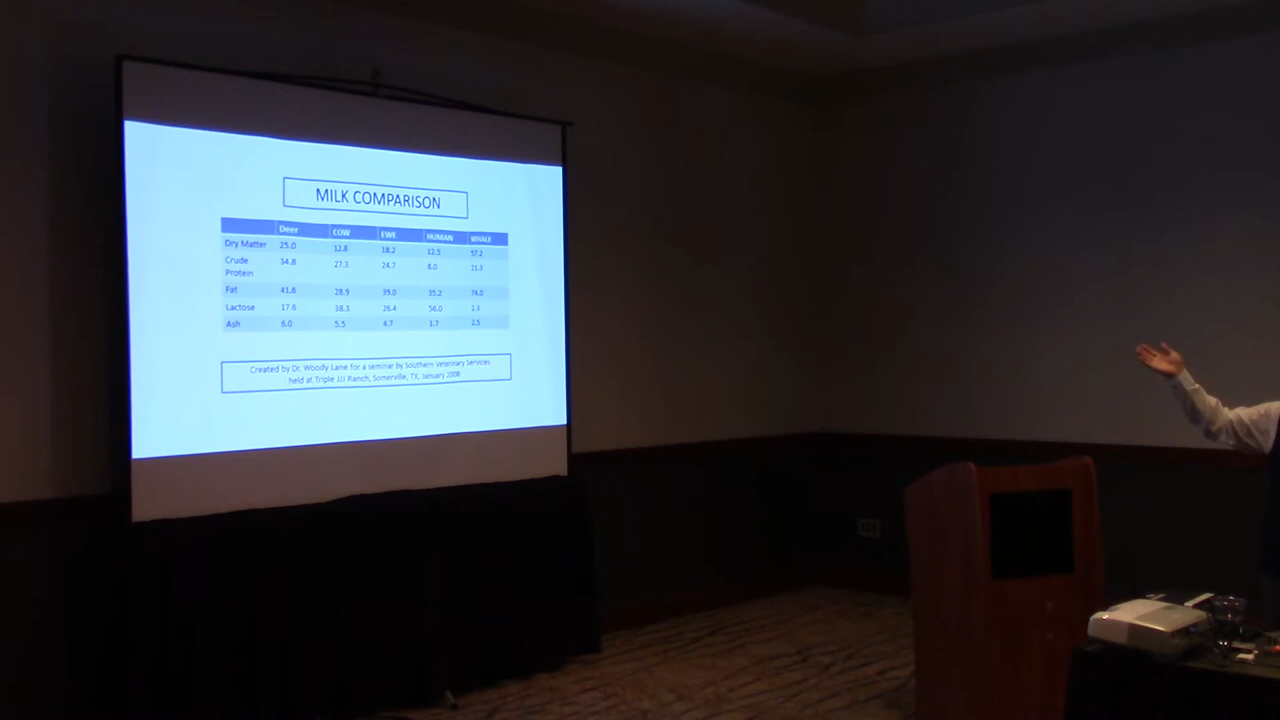 MILK COMPARISON
Deer COW EWE HUMAN WHALE
Dry Matter 25.0 12.8 18.2 12.5 57.2
Crude Protein 34.8 27.3 24.7 8.0 21.3
Fat 41.6 28.9 39.0 35.2 74.0
Lactose 17.6 38.3 26.4 56.0 2.3
Ash 6.0 5.5 4.7 1.7 2.5
Created by Dr. Woody Lane for a seminar by Southern Veterinary Services
held at Triple JJJ Ranch, Somerville, TX, January 2008